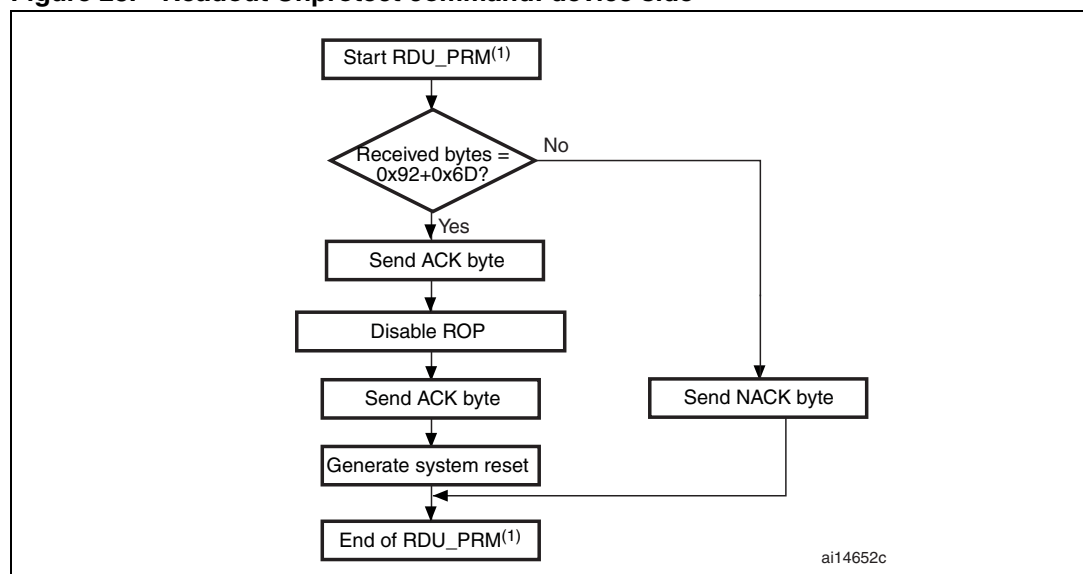 Figure 20. Readout Unprotect command: device side
Start RDU_PRM(1)
Received bytes =
0x92+0x6D?
No
Yes
Send ACK byte
Disable ROP
Send ACK byte
Send NACK byte
Generate system reset
End of RDU_PRM(1)
ai14652c